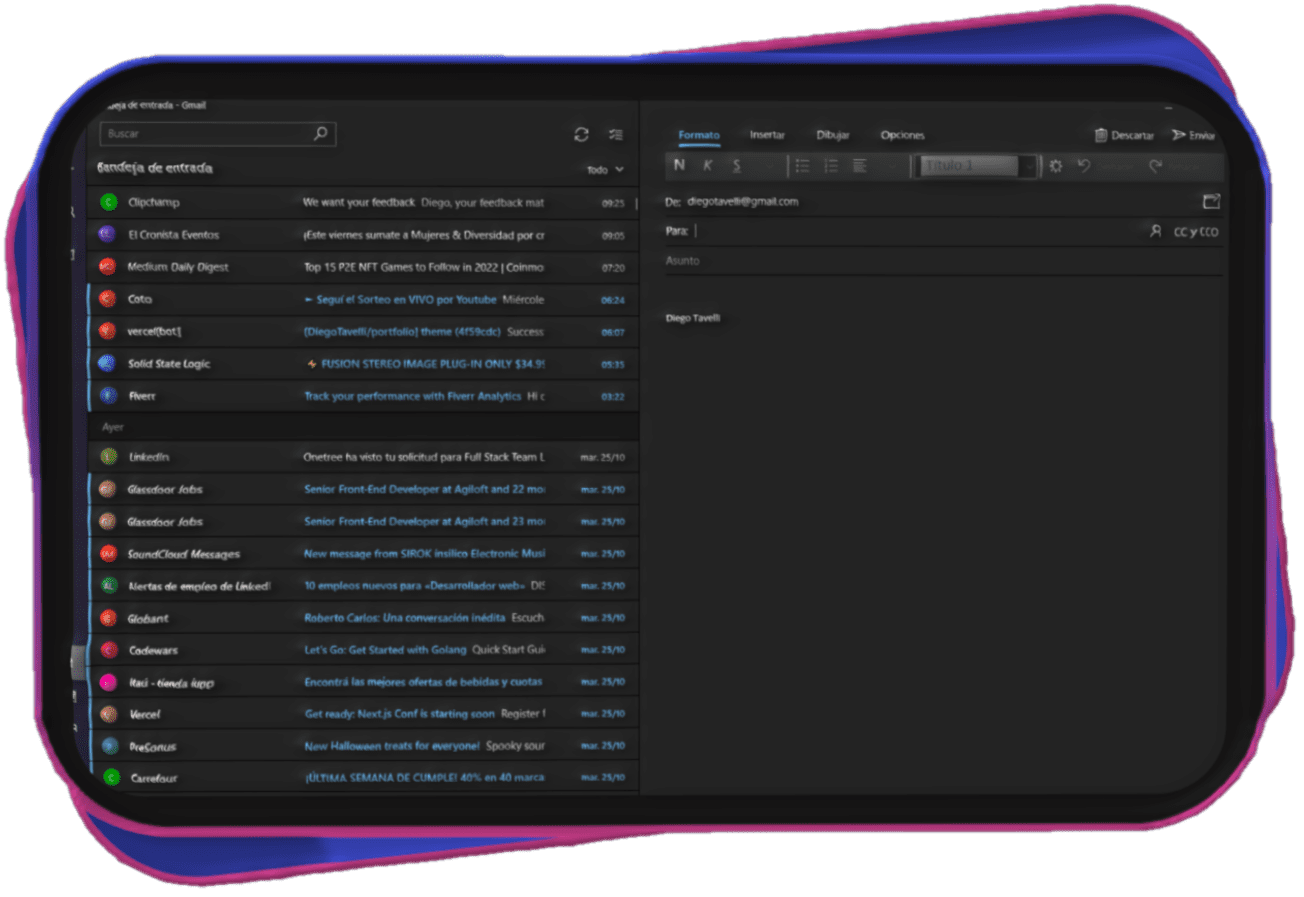 de entrada - Gmail
Buscar
Bandeja de entrada
Todo
Clipchamp We want your feedback Diego, your feedback mat 09:25
El Cronista Eventos ¡Este viernes sumate a Mujeres & Diversidad por cr 09:05
Medium Daily Digest Top 15 P2E NFT Games to Follow in 2022 | Coinmo 07:20
Coto Seguí el Sorteo en VIVO por Youtube Miércole 06:24
vercel[bot] [DiegoTavelli/portfolio] theme (4f59cdc) Success 06:07
Solid State Logic FUSION STEREO IMAGE PLUG-IN ONLY $34.99 05:35
Fiverr Track your performance with Fiverr Analytics Hi 03:22
Ayer
LinkedIn Onetree ha visto tu solicitud para Full Stack Team L mar. 25/10
Glassdoor Jobs Senior Front-End Developer at Agiloft and 22 mo mar. 25/10
Glassdoor Jobs Senior Front-End Developer at Agiloft and 23 mo mar. 25/10
SoundCloud Messages New message from SIROK insilico Electronic Musi mar. 25/10
Alertas de empleo de LinkedI 10 empleos nuevos para «Desarrollador web» DIS mar. 25/10
Globant Roberto Carlos: Una conversación inédita Escuch mar. 25/10
Codewars Let's Go: Get Started with Golang Quick Start Gui mar. 25/10
tienda Encontrá las mejores ofertas de bebidas y cuotas mar. 25/10
Vercel Get ready: Next.js Conf is starting soon Register f mar. 25/10
PreSonus New Halloween treats for everyone! Spooky sour mar. 25/10
Carrefour ¡ÚLTIMA SEMANA DE CUMPLE! 40% en 40 marca mar. 25/10
Formato Insertar Dibujar Opciones Descartar Enviar
N K S Título 1
De: diegotavelli@gmail.com
Para: CC y CCO
Asunto
Diego Tavelli